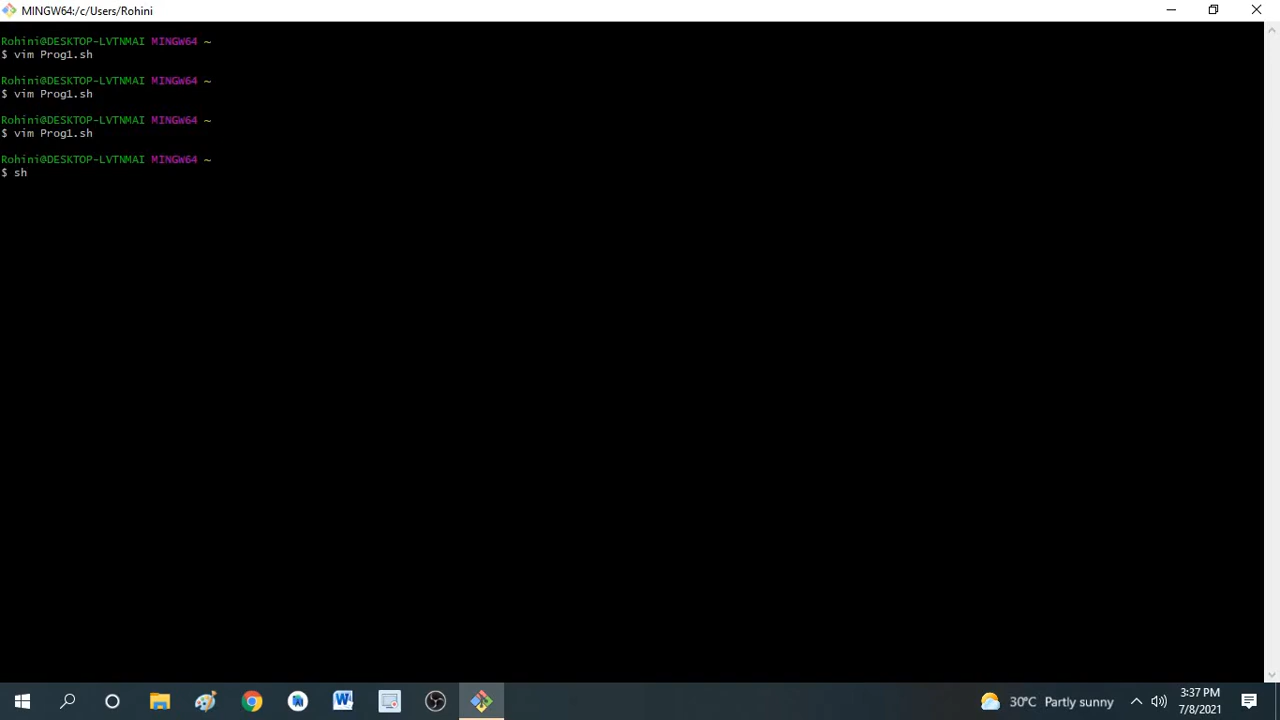 MINGW64:/c/Users/Rohini
Rohini@DESKTOP-LVTNMAI MINGW64 ~
$ vim Prog1.sh
Rohini@DESKTOP-LVTNMAI MINGW64 ~
$ vim Prog1.sh
Rohini@DESKTOP-LVTNMAI MINGW64 ~
$ vim Prog1.sh
Rohini@DESKTOP-LVTNMAI MINGW64 ~
$ sh
30°C Partly sunny
3:37 PM
7/8/2021